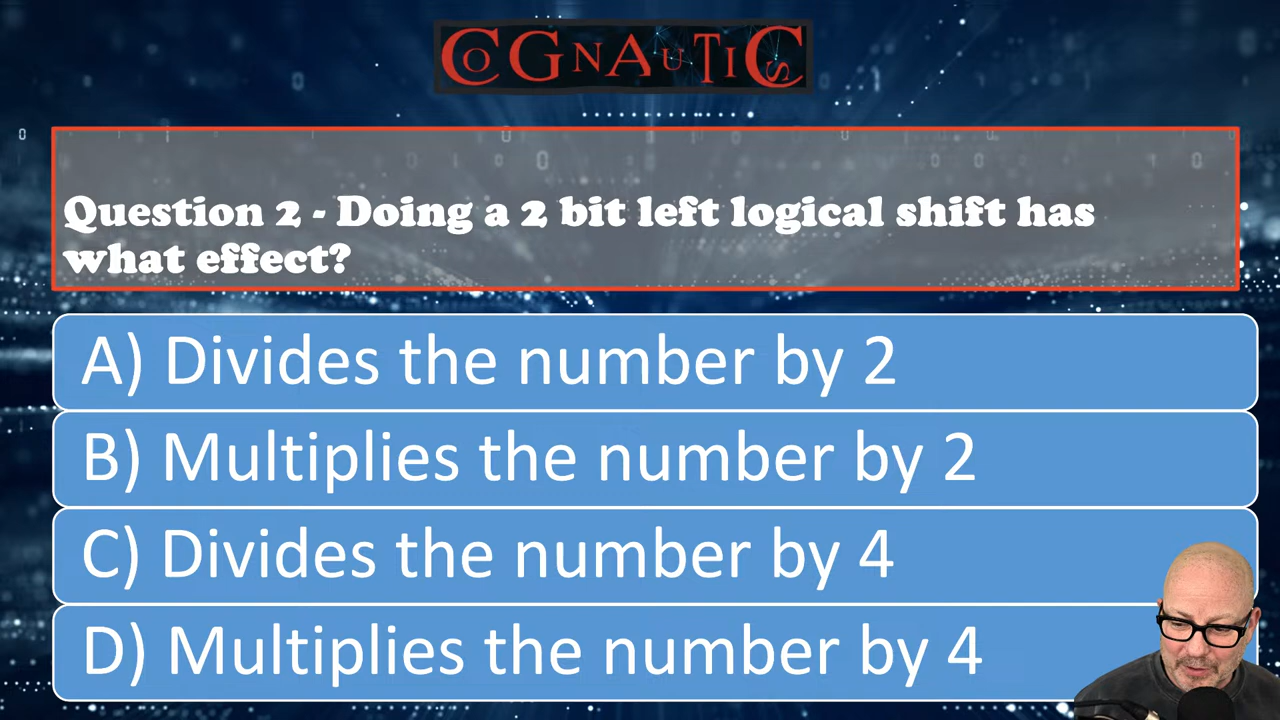 COGNAUTICS
Question 2 - Doing a 2 bit left logical shift has
what effect?
A) Divides the number by 2
B) Multiplies the number by 2
C) Divides the number by 4
D) Multiplies the number by 4